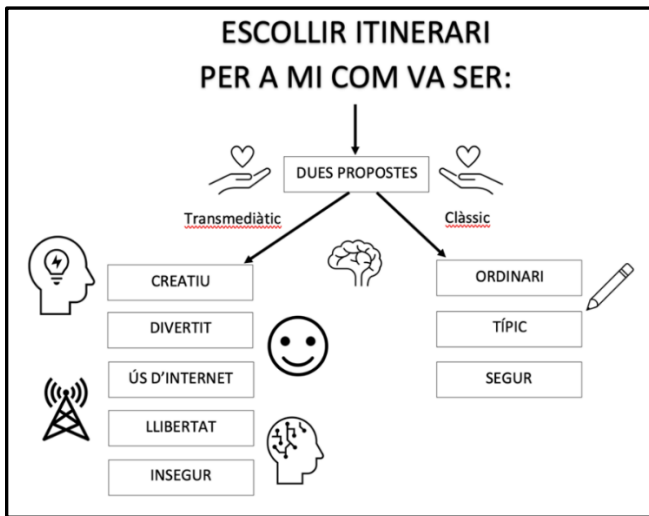 ESCOLLIR ITINERARI
PER A MI COM VA SER:
DUES PROPOSTES
Transmediàtic
Clàssic
CREATIU
DIVERTIT
ÚS D'INTERNET
LLIBERTAT
INSEGUR
ORDINARI
TÍPIC
SEGUR